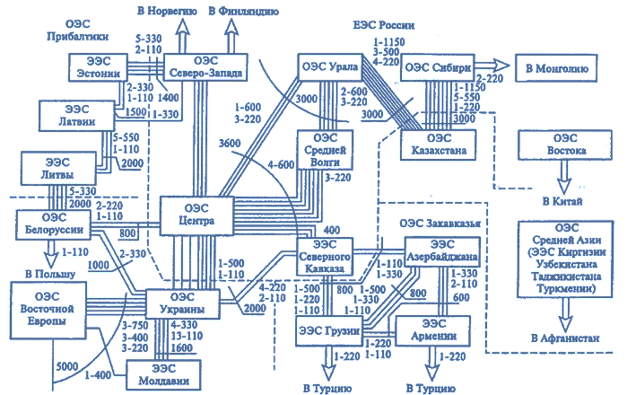 ОЭС
Прибалтики
В Норвегию
В Финляндию
ЕЭС России
5-330
2-110
ЭЭС
Эстонии
ОЭС
Северо-Запада
ОЭС Урала
1-1150
3-500
4-220
ОЭС Сибири
2-220
В Монголию
2-330
1-110
1400
1500
1-330
ЭЭС
Латвии
1-600
3-220
3000
2-600
3-220
3000
1-1150
5-550
1-220
3000
5-550
1-110
2000
3600
ОЭС
Средней
Волги
ОЭС
Казахстана
ОЭС
Востока
ЭЭС
Литвы
4-600
3-220
5-330
2000
2-220
1-110
В Китай
ОЭС
Белоруссии
800
ОЭС
Центра
400
ОЭС Закавказья
ОЭС
Средней Азии
(ЭЭС Киргизии
Узбекистана
Таджикистана
Туркмении)
1-110
В Польшу
1000
2-330
1-500
1-110
ЭЭС
Северного
Кавказа
ЭЭС
Азербайджана
1-110
1-330
4-220
2-110
2000
1-500
1-220
1-110
800
1-500
1-330
1-110
800
1-330
2-110
600
ОЭС
Восточной
Европы
ОЭС
Украины
3-750
3-400
3-220
4-330
13-110
1600
ЭЭС Грузии
ЭЭС
Армении
В Афганистан
5000
1-400
ЭЭС
Молдавии
1-220
1-220
1-110
1-220
В Турцию
В Турцию